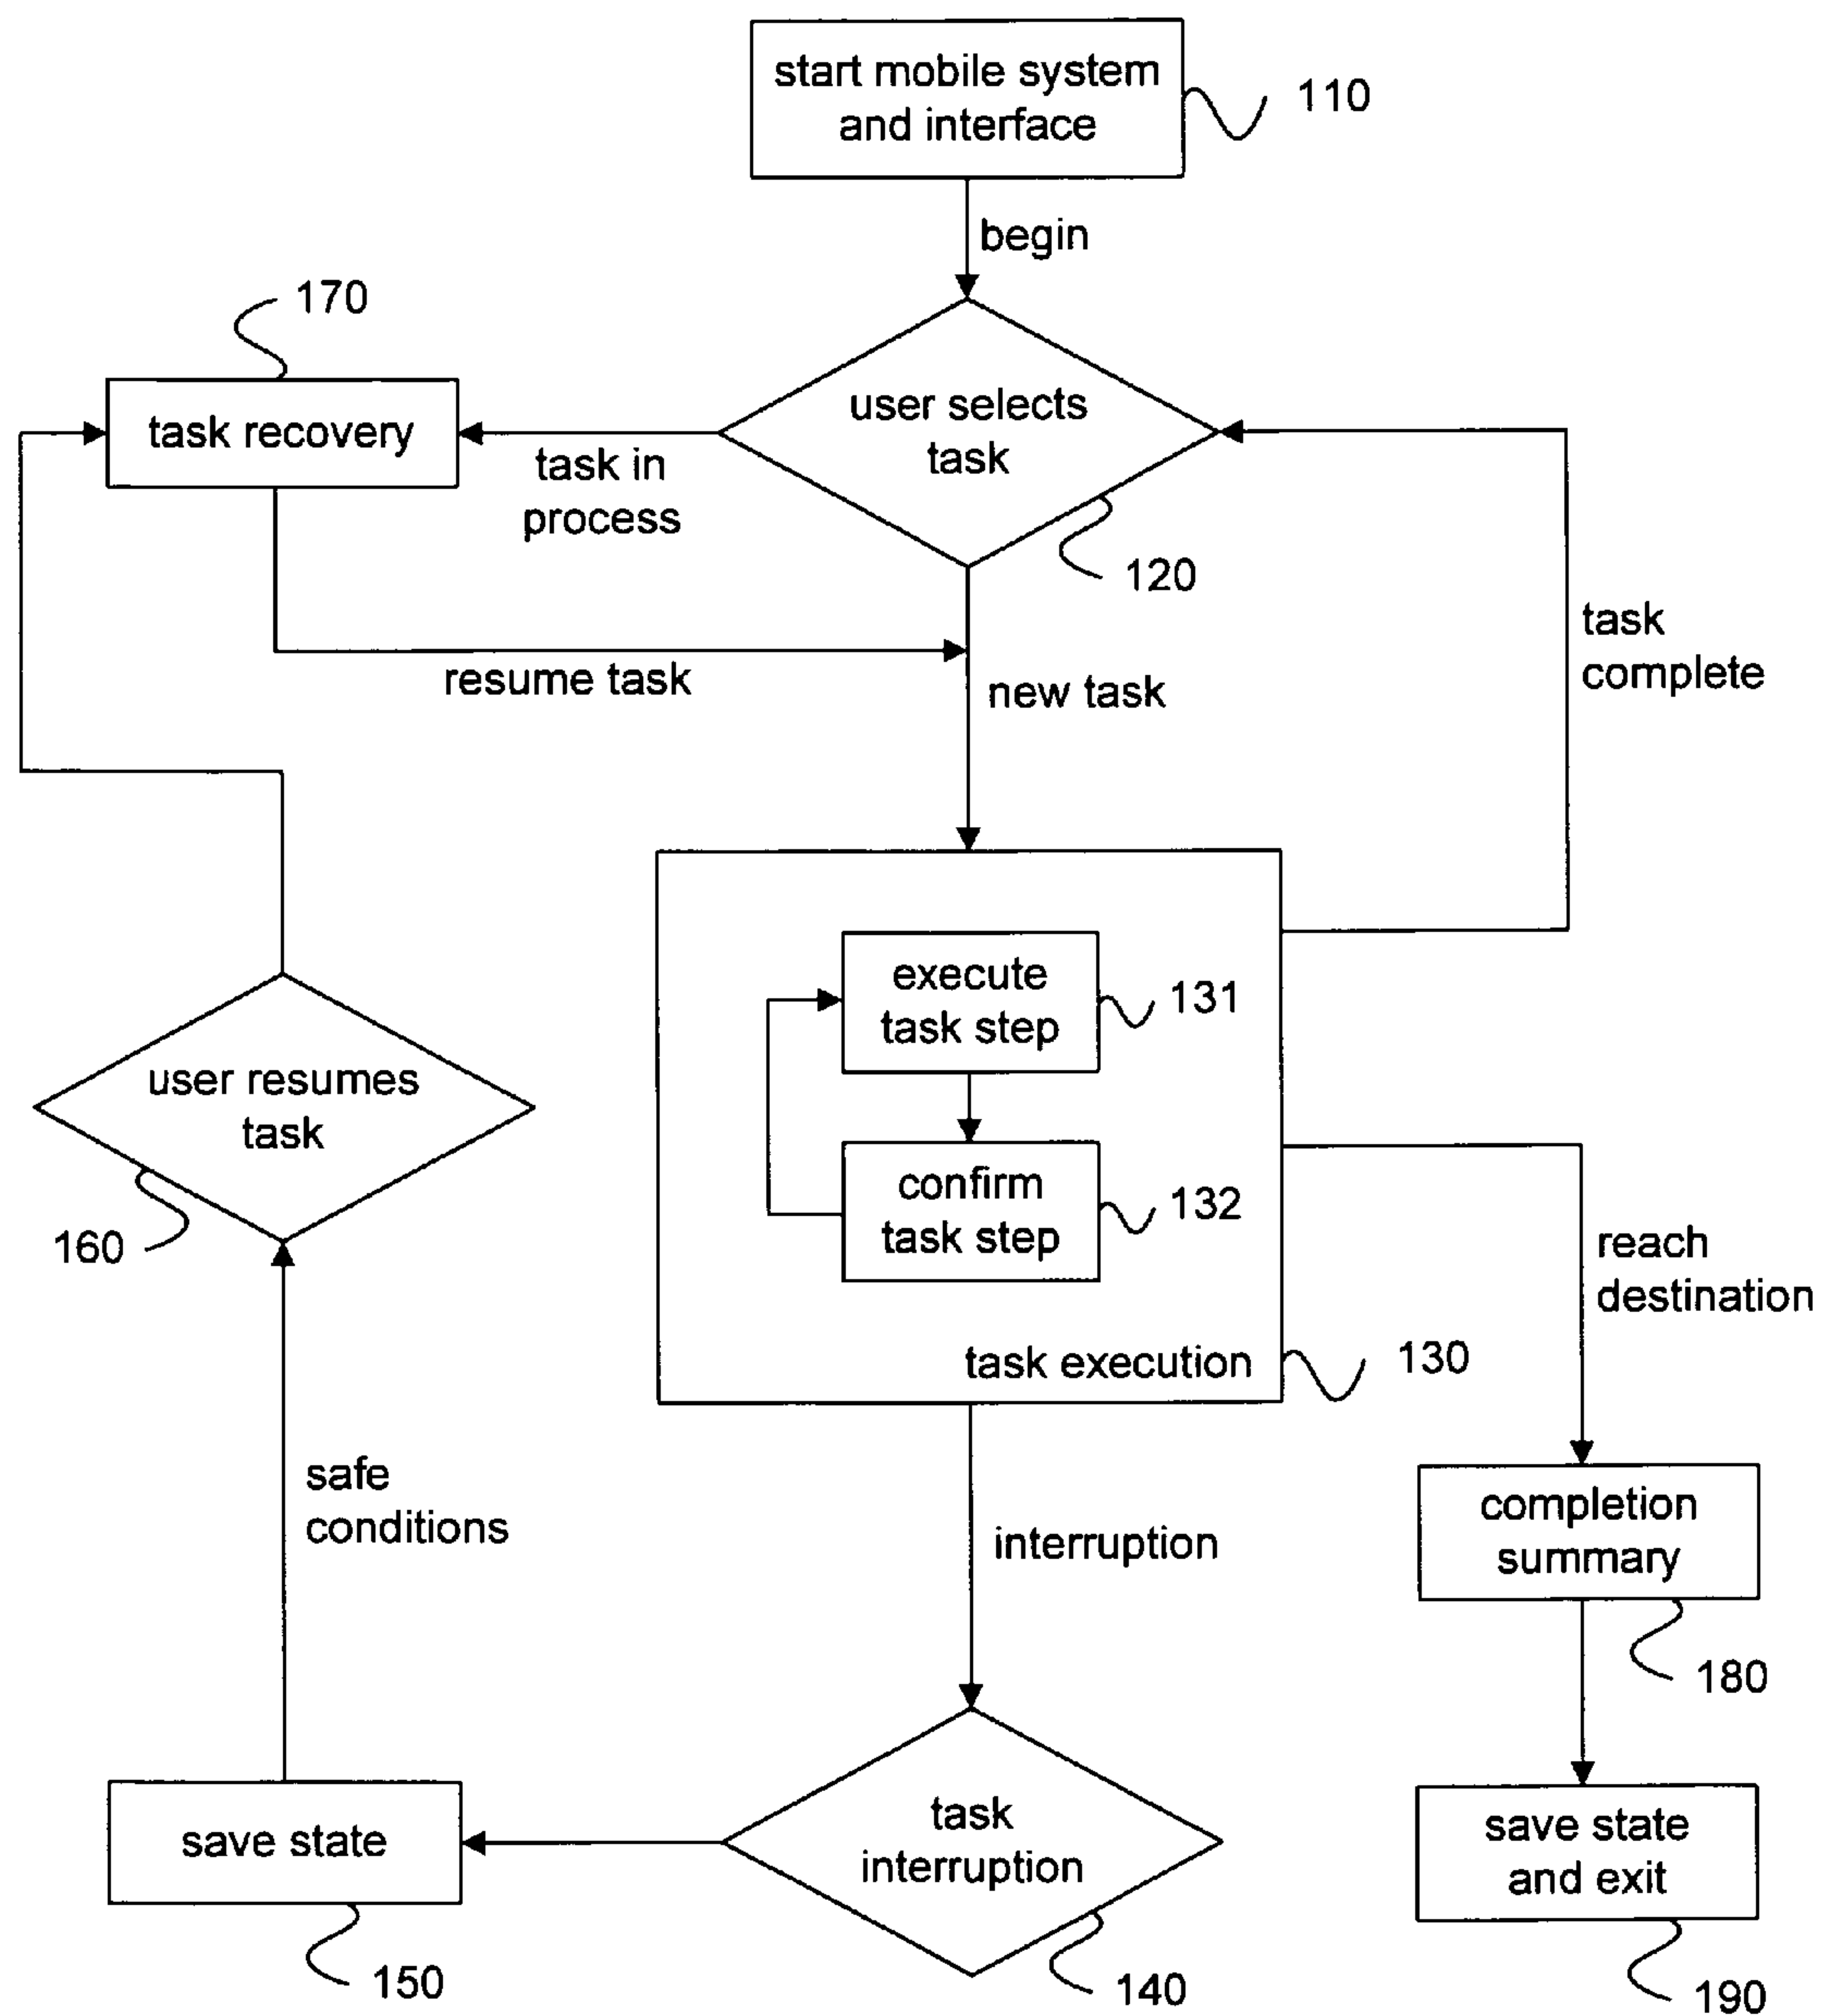 start mobile system
and interface
110
begin
170
task recovery
user selects
task
task in
process
120
task
complete
resume task
new task
execute
task step
131
user resumes
task
confirm
task step
132
160
reach
destination
task execution
130
safe
conditions
completion
summary
interruption
180
task
interruption
save state
save state
and exit
150
140
190